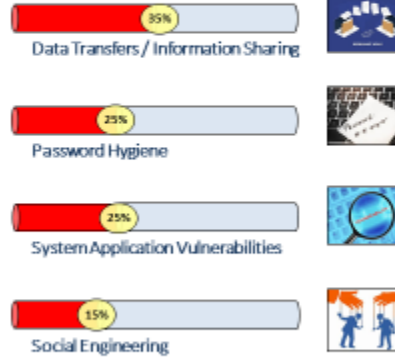 35%
Data Transfers / Information Sharing
25%
Password Hygiene
25%
System Application Vulnerabilities
15%
Social Engineering